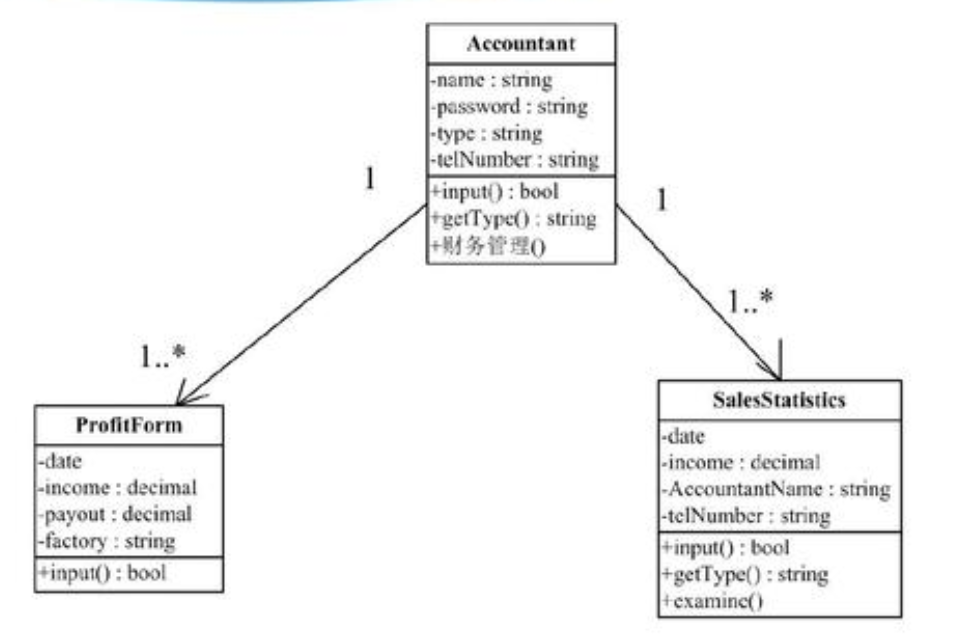 Accountant
-name : string
-password : string
-type : string
-telNumber : string
+input() : bool
+getType() : string
+财务管理()
1
1
1..*
1..*
ProfitForm
-date
-income : decimal
-payout : decimal
-factory : string
+input() : bool
SalesStatistics
-date
-income : decimal
-AccountantName : string
-telNumber : string
+input() : bool
+getType() : string
+examine()